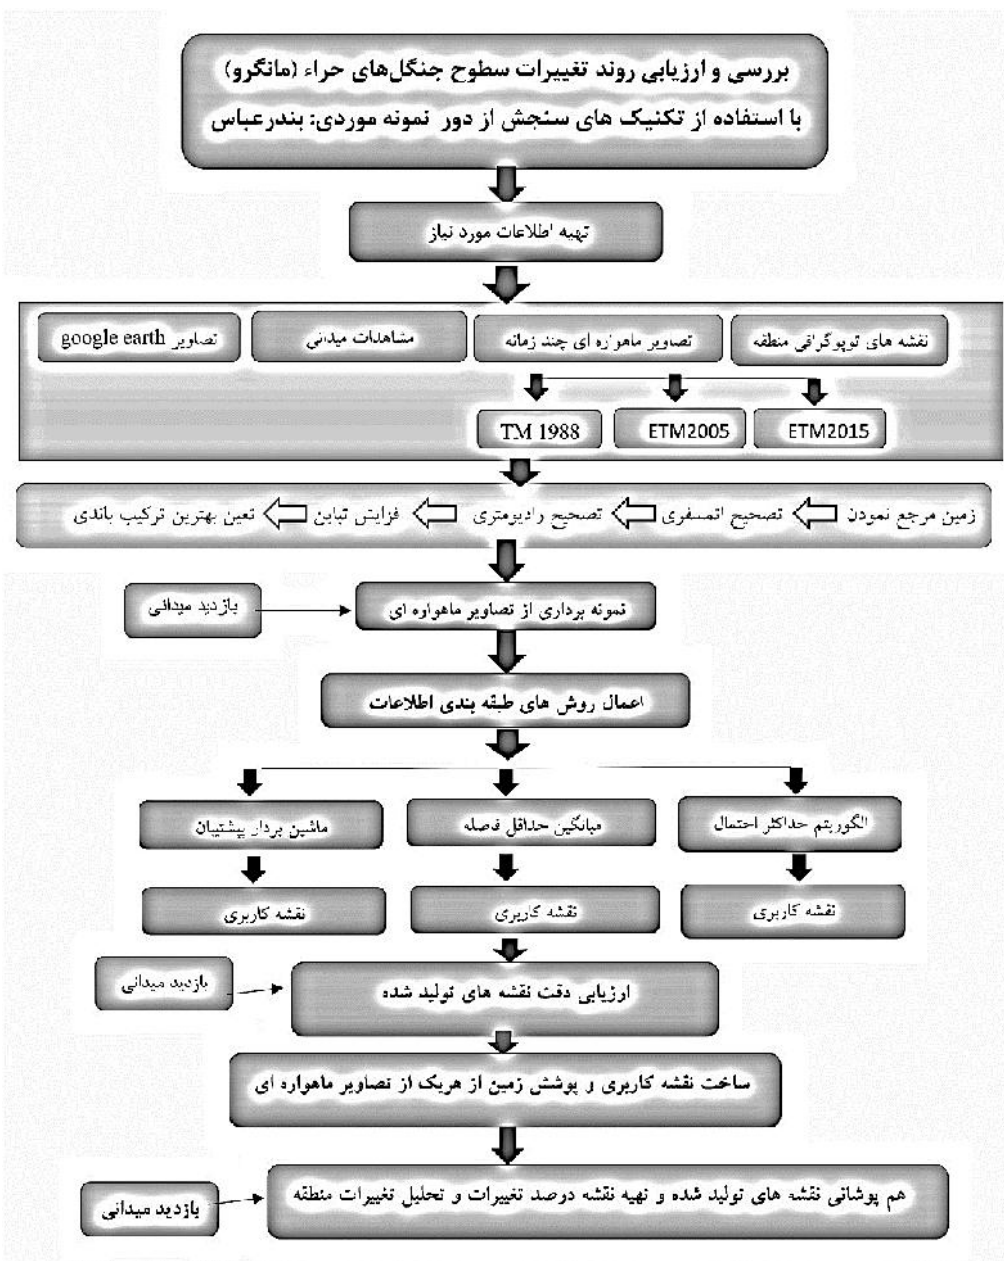 بررسی و ارزیابی روند تغییرات سطوح جنگل‌های حراء (مانگرو)
با استفاده از تکنیک های سنجش از دور نمونه موردی: بندرعباس
تهیه اطلاعات مورد نیاز
نقشه های توپوگرافی منطقه
تصاویر ماهواره ای چند زمانه
مشاهدات میدانی
تصاویر google earth
ETM2015
ETM2005
TM 1988
زمین مرجع نمودن
تصحیح اتمسفری
تصحیح رادیومتری
فزایش تباین
تعین بهترین ترکیب باندی
نمونه برداری از تصاویر ماهواره ای
بازدید میدانی
اعمال روش های طبقه بندی اطلاعات
الگوریتم حداکثر احتمال
میانگین حداقل فاصله
ماشین بردار پیشتیبان
نقشه کاربری
نقشه کاربری
نقشه کاربری
ارزیابی دقت نقشه های تولید شده
بازدید میدانی
ساخت نقشه کاربری و پوشش زمین از هریک از تصاویر ماهواره ای
هم پوشانی نقشه های تولید شده و تهیه نقشه درصد تغییرات و تحلیل تغییرات منطقه
بازدید میدانی